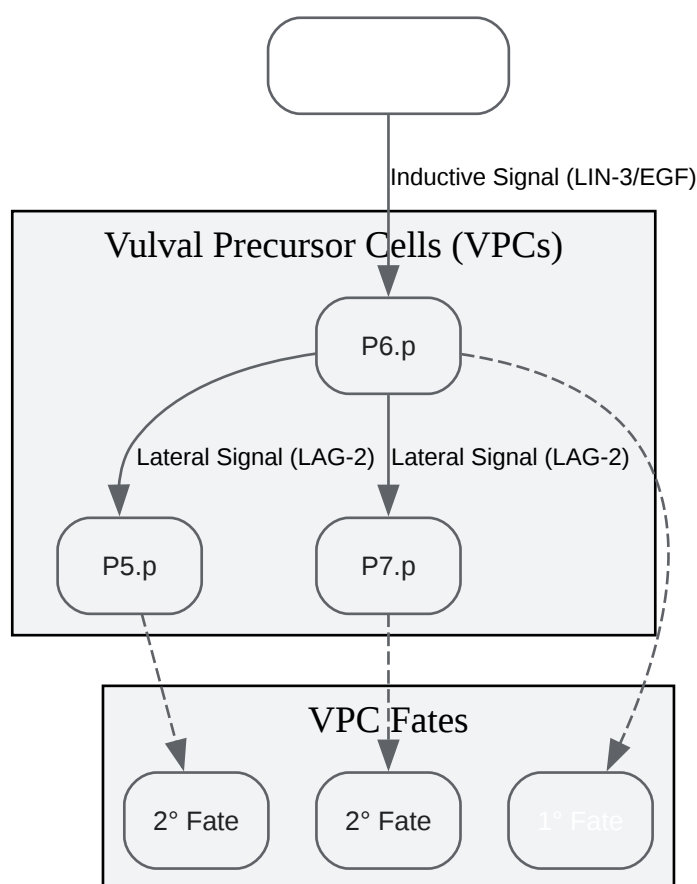 Inductive Signal (LIN-3/EGF)
Vulval Precursor Cells (VPCs)
P6.p
Lateral Signal (LAG-2) Lateral Signal (LAG-2)
P5.p P7.p
VPC Fates
2° Fate 2° Fate 1° Fate